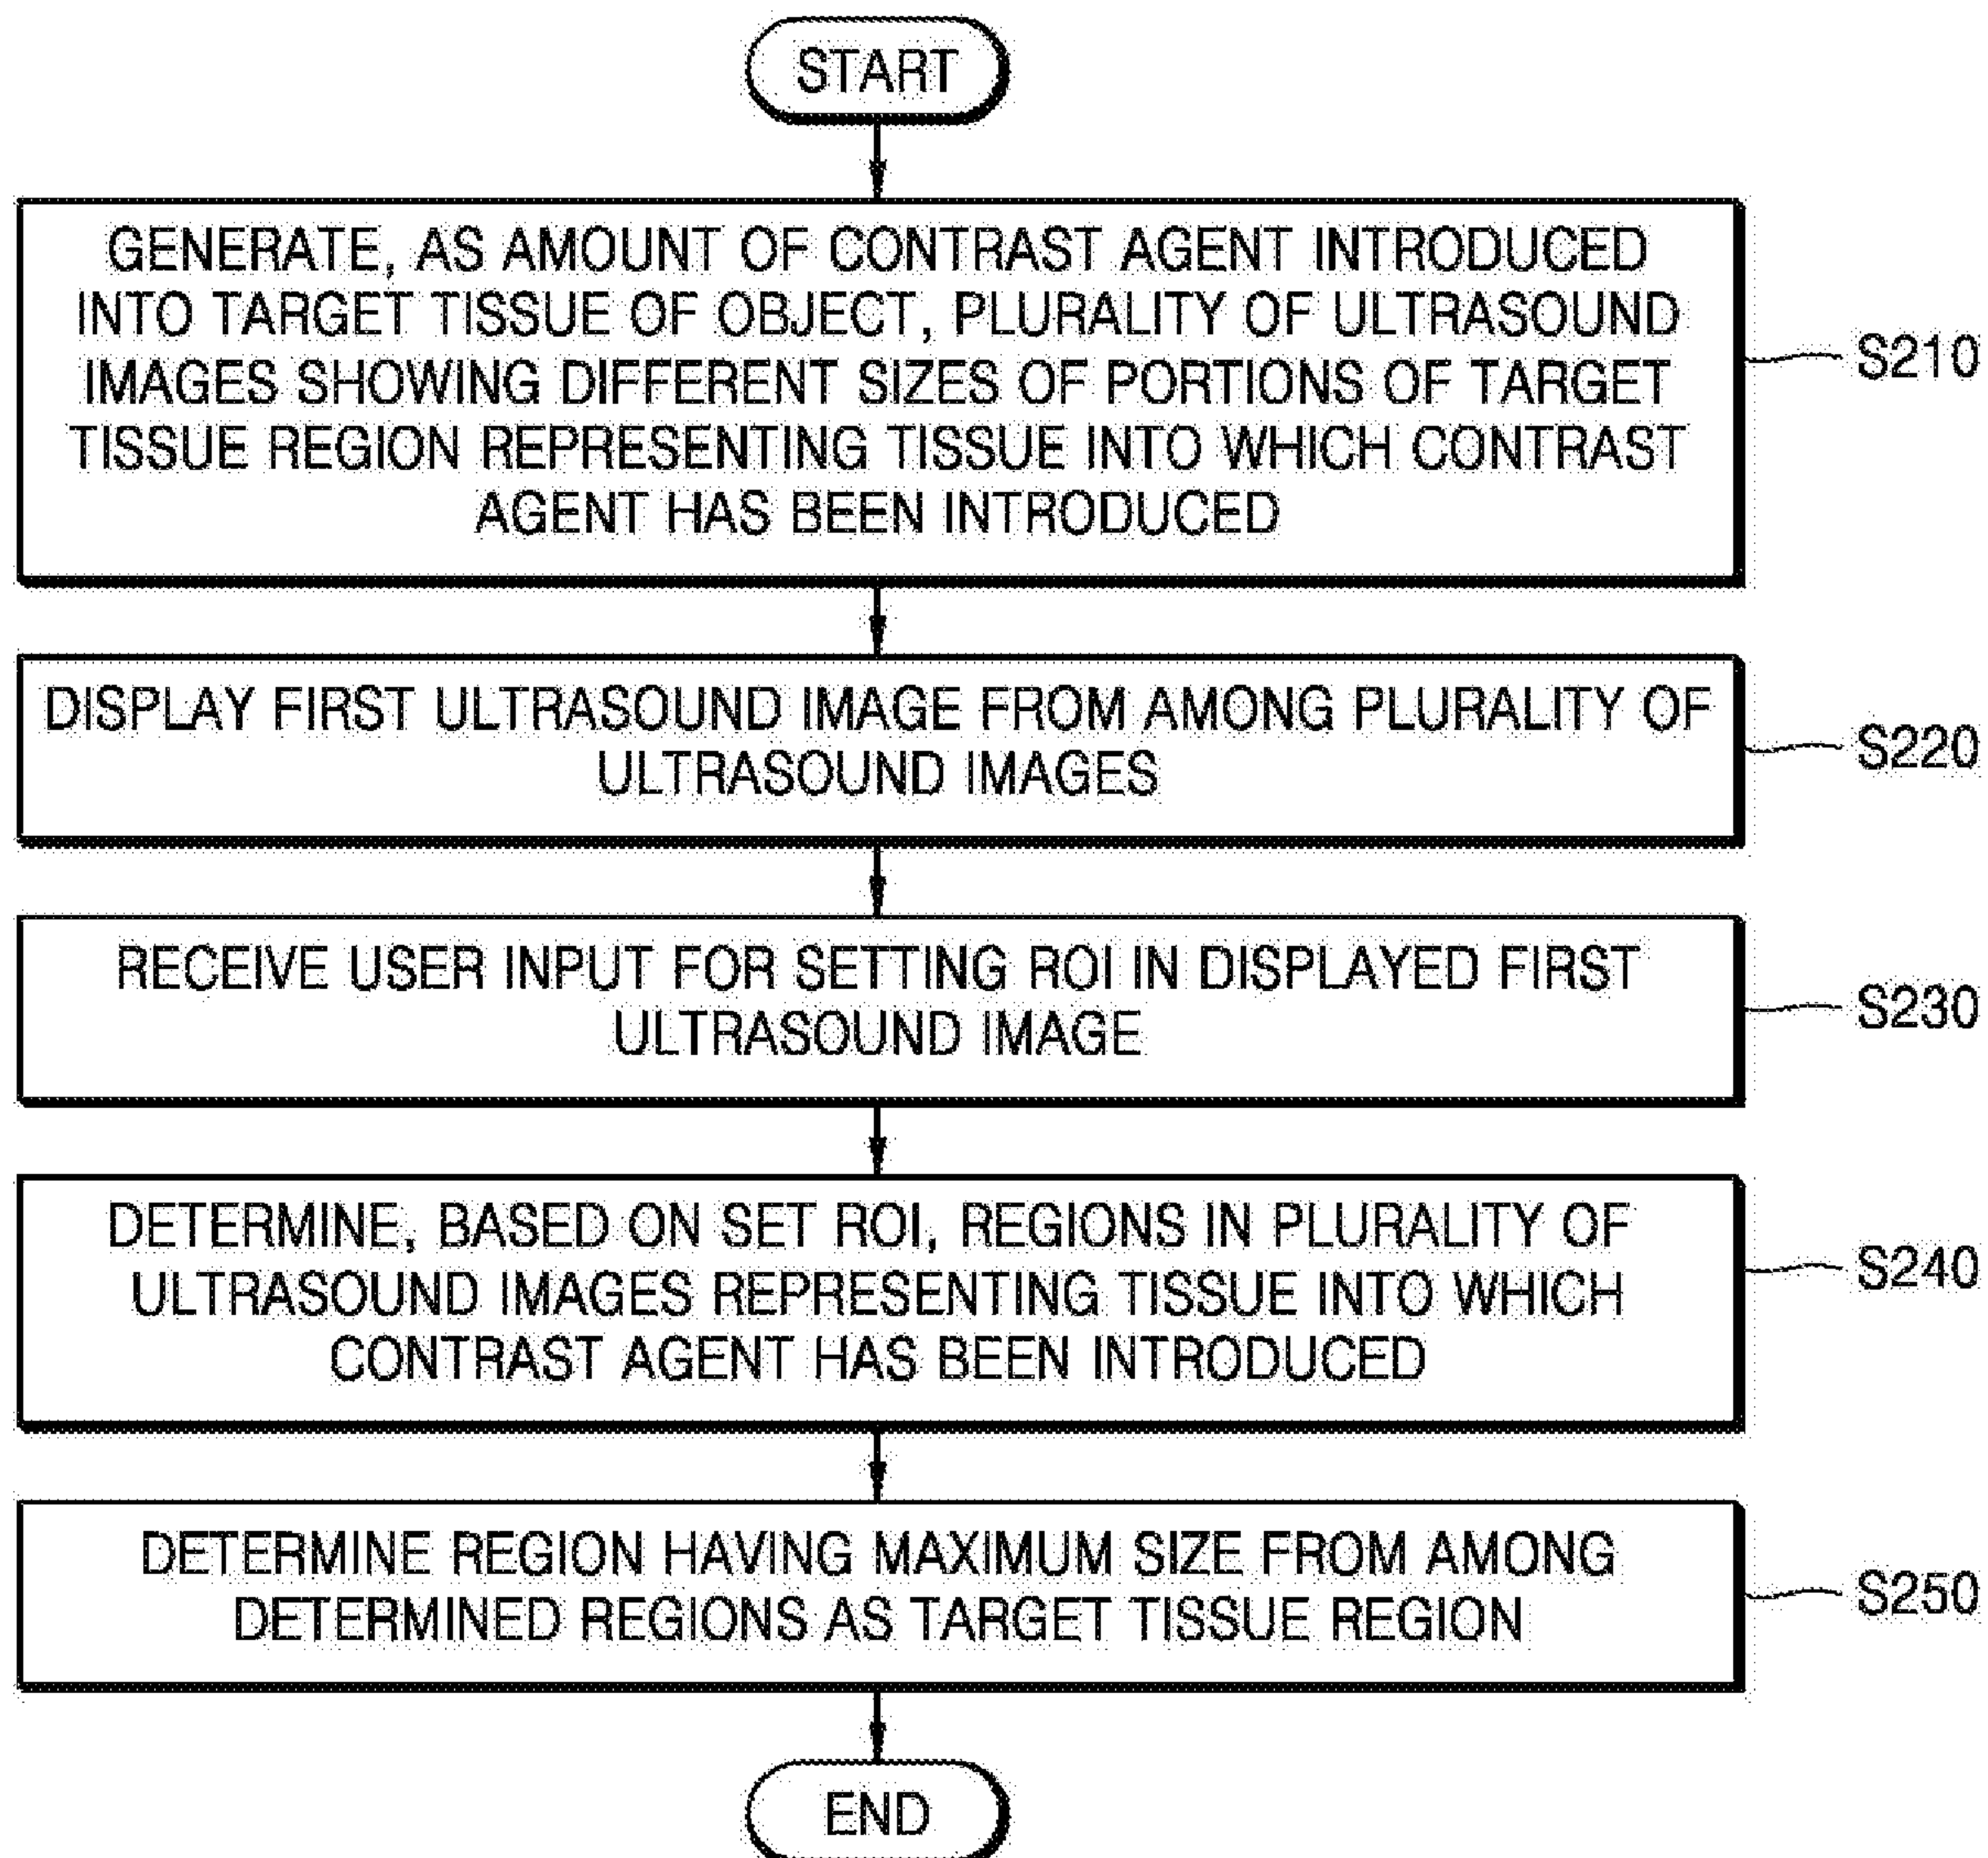 START
GENERATE, AS AMOUNT OF CONTRAST AGENT INTRODUCED
INTO TARGET TISSUE OF OBJECT, PLURALITY OF ULTRASOUND
IMAGES SHOWING DIFFERENT SIZES OF PORTIONS OF TARGET
TISSUE REGION REPRESENTING TISSUE INTO WHICH CONTRAST
AGENT HAS BEEN INTRODUCED
S210
DISPLAY FIRST ULTRASOUND IMAGE FROM AMONG PLURALITY OF
ULTRASOUND IMAGES
S220
RECEIVE USER INPUT FOR SETTING ROI IN DISPLAYED FIRST
ULTRASOUND IMAGE
S230
DETERMINE, BASED ON SET ROI, REGIONS IN PLURALITY OF
ULTRASOUND IMAGES REPRESENTING TISSUE INTO WHICH
CONTRAST AGENT HAS BEEN INTRODUCED
S240
DETERMINE REGION HAVING MAXIMUM SIZE FROM AMONG
DETERMINED REGIONS AS TARGET TISSUE REGION
S250
END